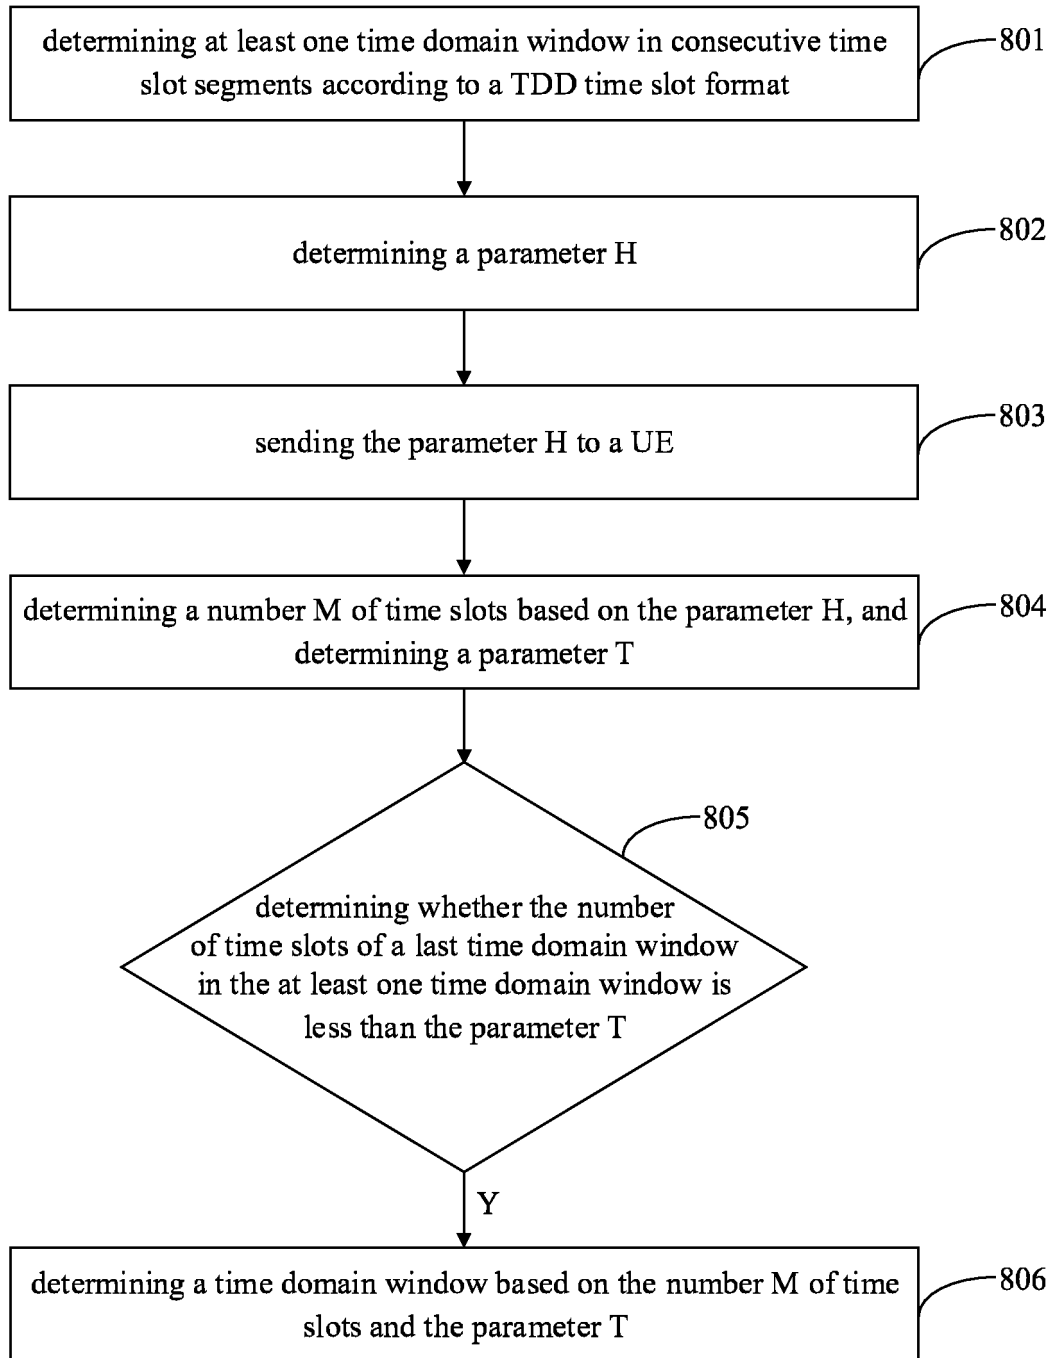 determining at least one time domain window in consecutive time
slot segments according to a TDD time slot format
801
determining a parameter H
802
sending the parameter H to a UE
803
determining a number M of time slots based on the parameter H, and
determining a parameter T
804
805
determining whether the number
of time slots of a last time domain window
in the at least one time domain window is
less than the parameter T
Y
determining a time domain window based on the number M of time
slots and the parameter T
806